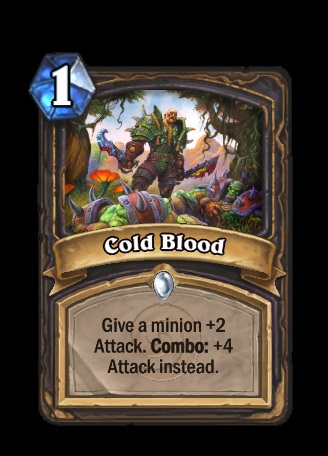 1
Cold Blood
Give a minion +2
Attack. Combo: +4
Attack instead.